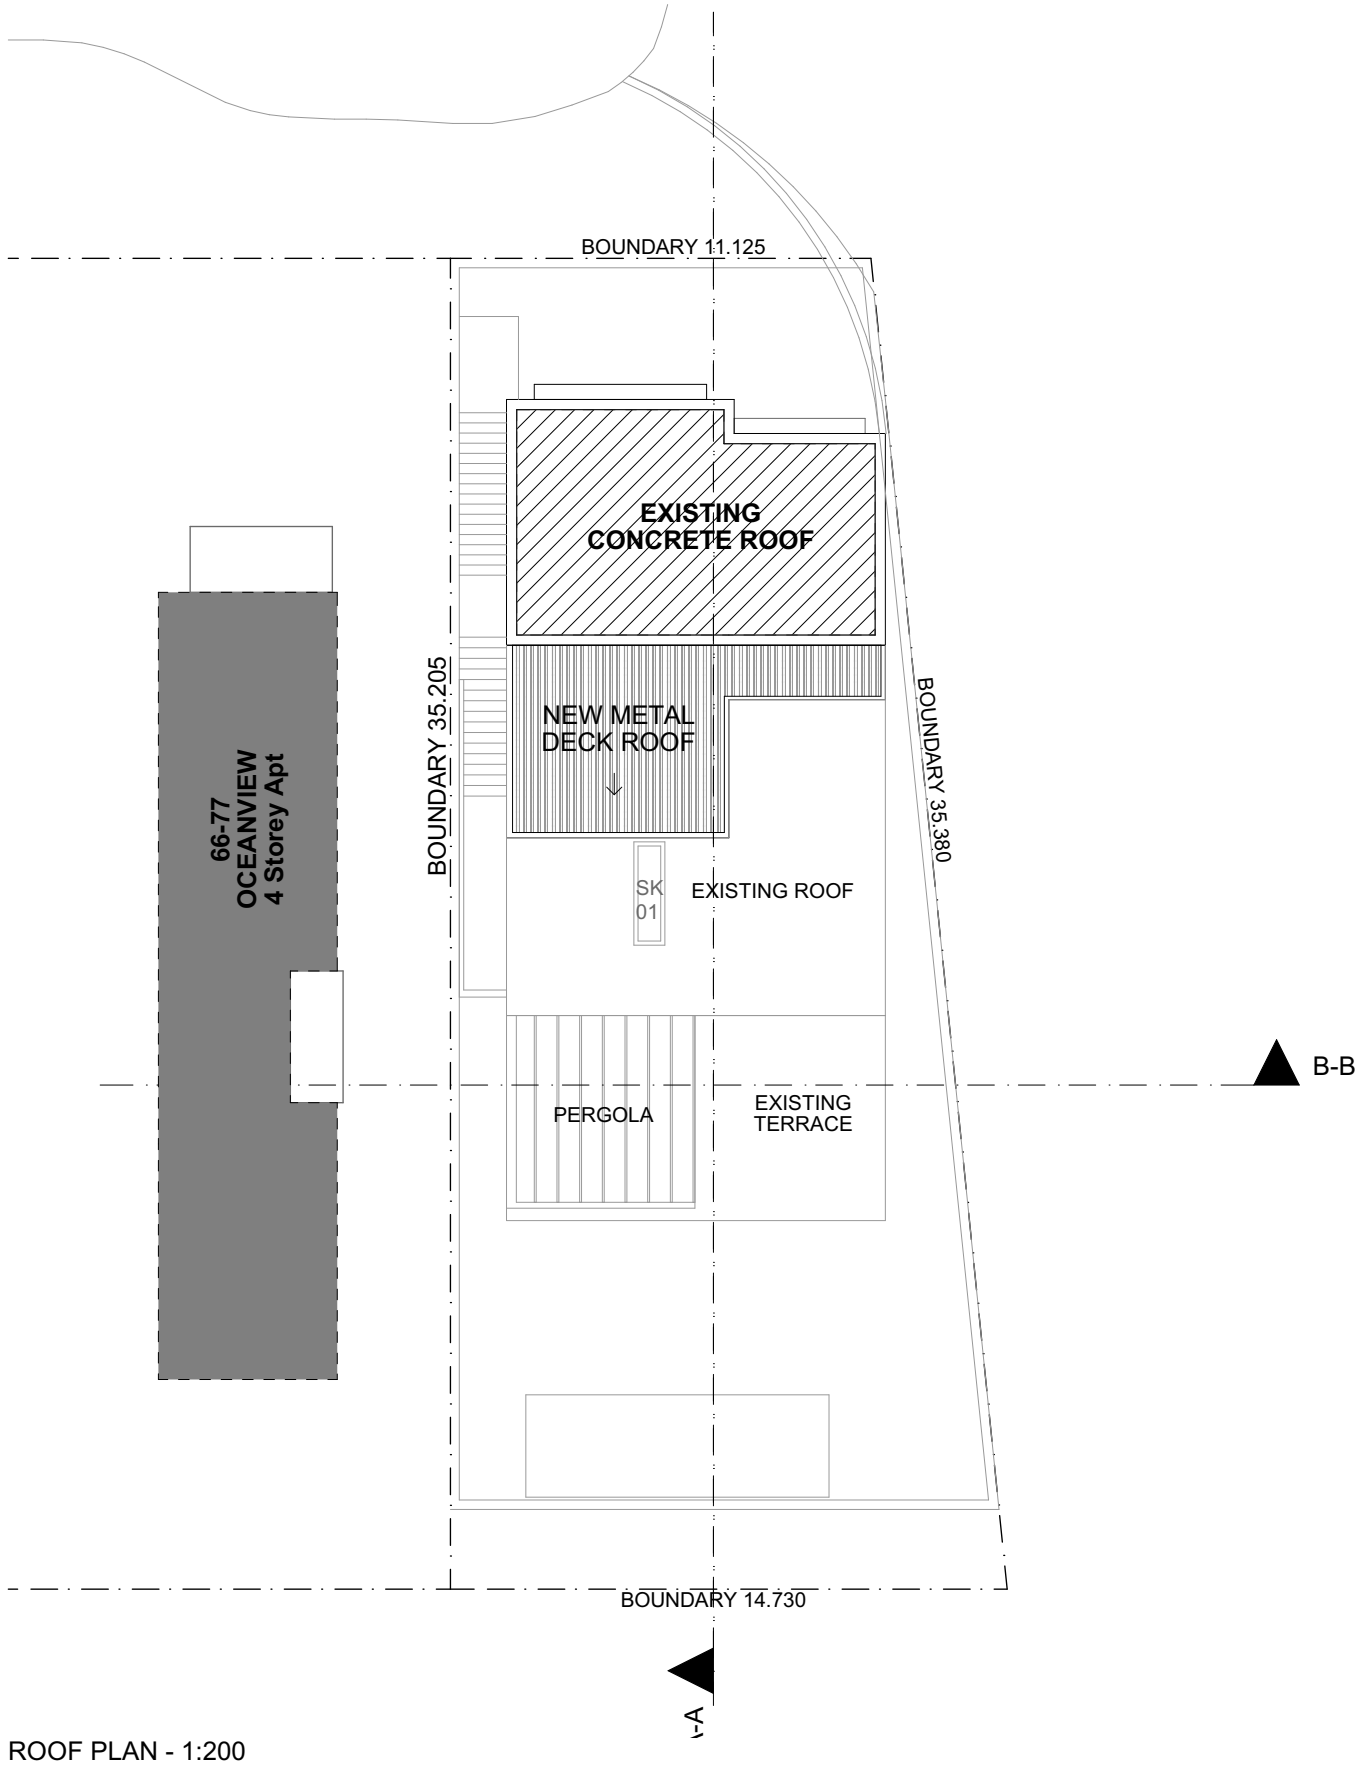 BOUNDARY 11.125
EXISTING
CONCRETE ROOF
BOUNDARY 35.205
NEW METAL
DECK ROOF
BOUNDARY 35.380
66-77
OCEANVIEW
4 Storey Apt
SK
01
EXISTING ROOF
B-B
PERGOLA
EXISTING
TERRACE
BOUNDARY 14.730
-A
ROOF PLAN - 1:200